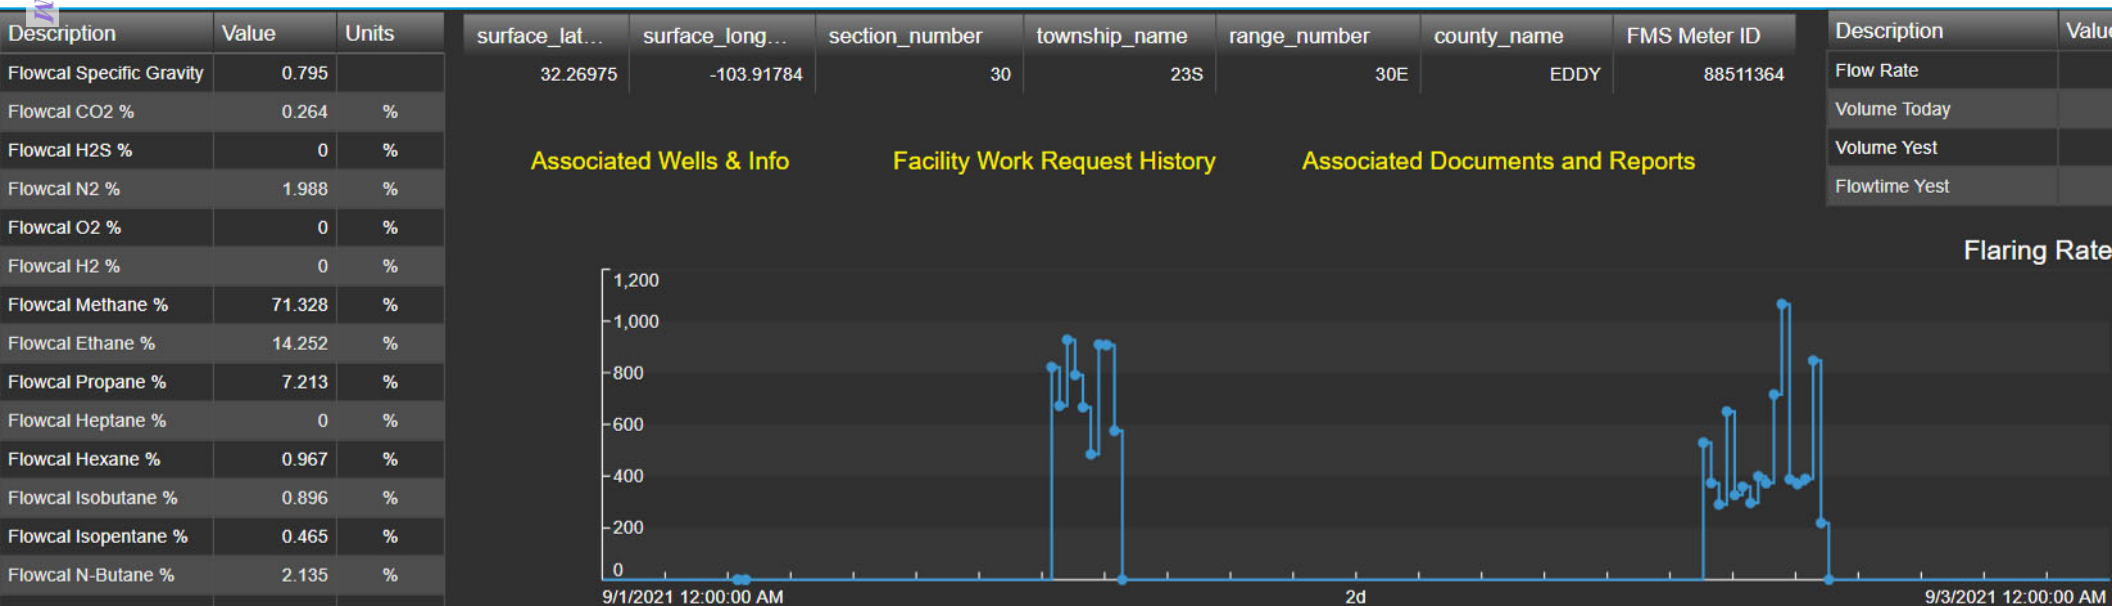 Description Value Units
Flowcal Specific Gravity 0.795
Flowcal CO2 % 0.264 %
Flowcal H2S % 0 %
Flowcal N2 % 1.988 %
Flowcal O2 % 0 %
Flowcal H2 % 0 %
Flowcal Methane % 71.328 %
Flowcal Ethane % 14.252 %
Flowcal Propane % 7.213 %
Flowcal Heptane % 0 %
Flowcal Hexane % 0.967 %
Flowcal Isobutane % 0.896 %
Flowcal Isopentane % 0.465 %
Flowcal N-Butane % 2.135 %
surface_lat... surface_long... section_number township_name range_number county_name FMS Meter ID
32.26975 -103.91784 30 23S 30E EDDY 88511364
Associated Wells & Info Facility Work Request History Associated Documents and Reports
Description Value
Flow Rate
Volume Today
Volume Yest
Flowtime Yest
Flaring Rate
1,200
1,000
800
600
400
200
0
9/1/2021 12:00:00 AM 2d 9/3/2021 12:00:00 AM